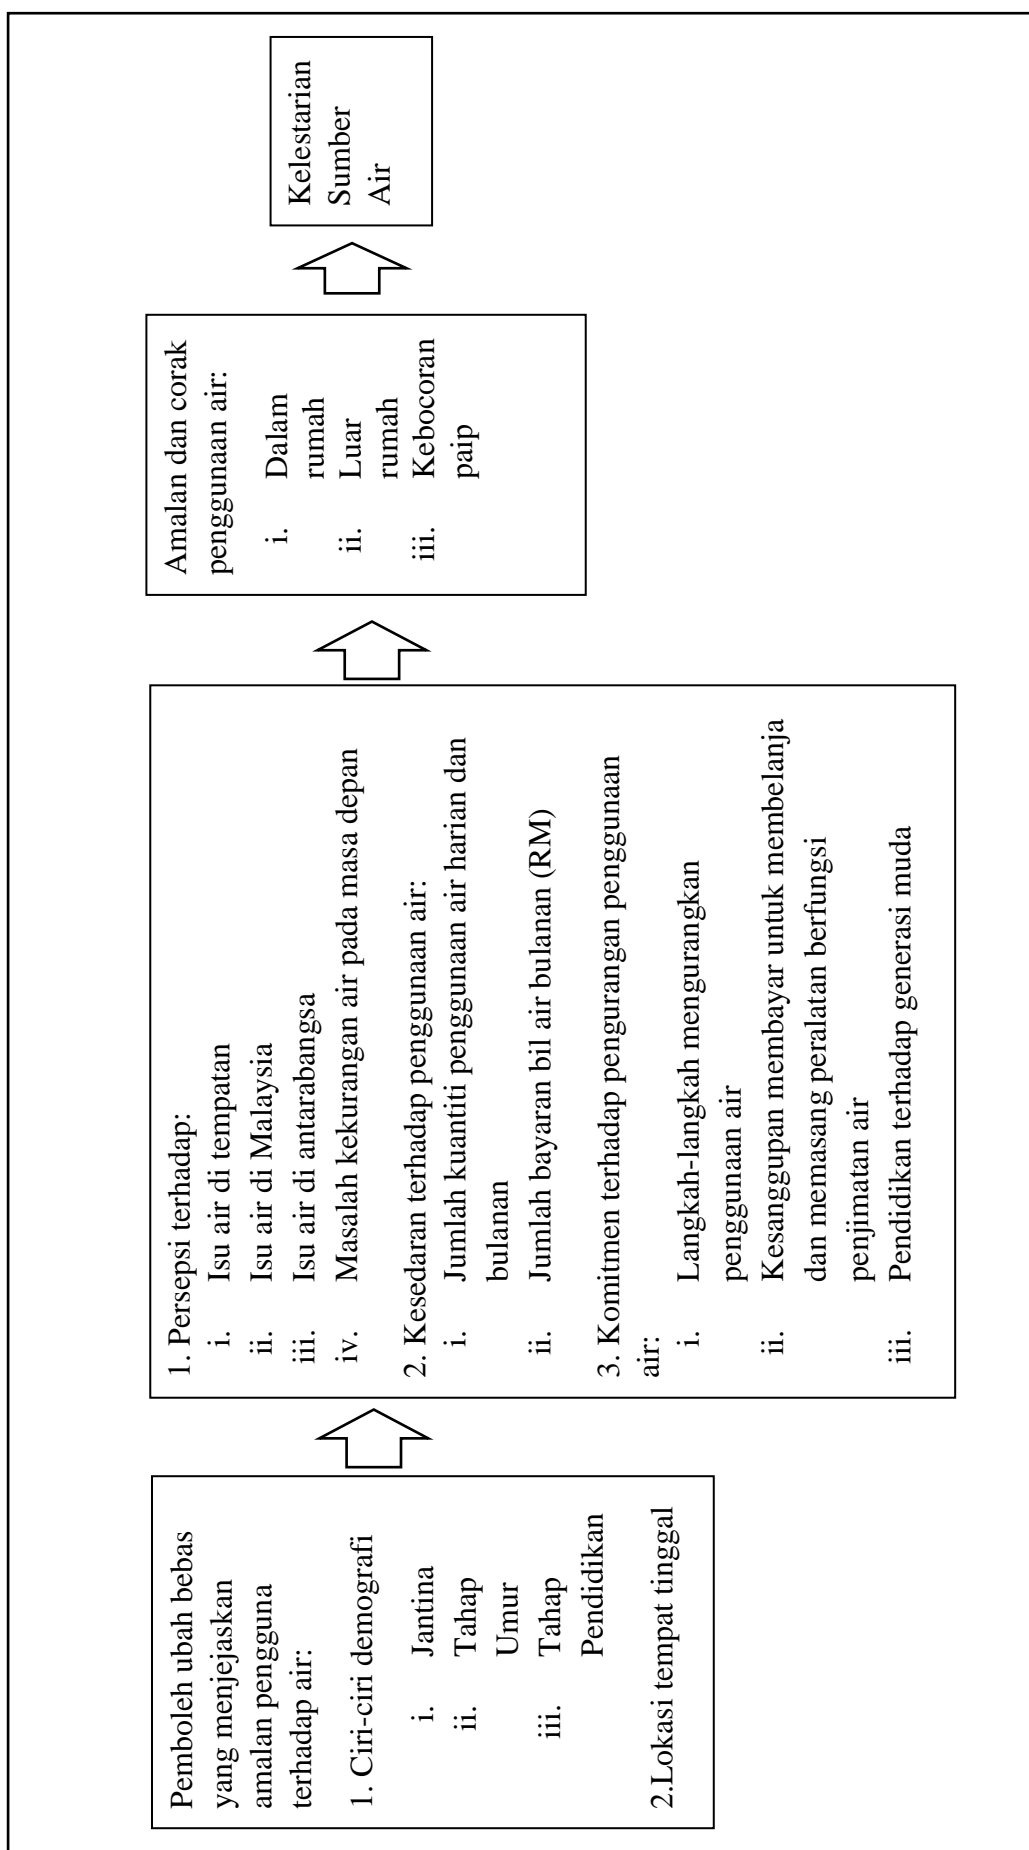 Pemboleh ubah bebas
yang menjejaskan
amalan pengguna
terhadap air:
1. Ciri-ciri demografi
i. Jantina
ii. Tahap
Umur
iii. Tahap
Pendidikan
2.Lokasi tempat tinggal
1. Persepsi terhadap:
i. Isu air di tempatan
ii. Isu air di Malaysia
iii. Isu air di antarabangsa
iv. Masalah kekurangan air pada masa depan
2. Kesedaran terhadap penggunaan air:
i. Jumlah kuantiti penggunaan air harian dan
bulanan
ii. Jumlah bayaran bil air bulanan (RM)
3. Komitmen terhadap pengurangan penggunaan
air:
i. Langkah-langkah mengurangkan
penggunaan air
ii. Kesanggupan membayar untuk membelanja
dan memasang peralatan berfungsi
penjimatan air
iii. Pendidikan terhadap generasi muda
Amalan dan corak
penggunaan air:
i. Dalam
rumah
ii. Luar
rumah
iii. Kebocoran
paip
Kelestarian
Sumber
Air